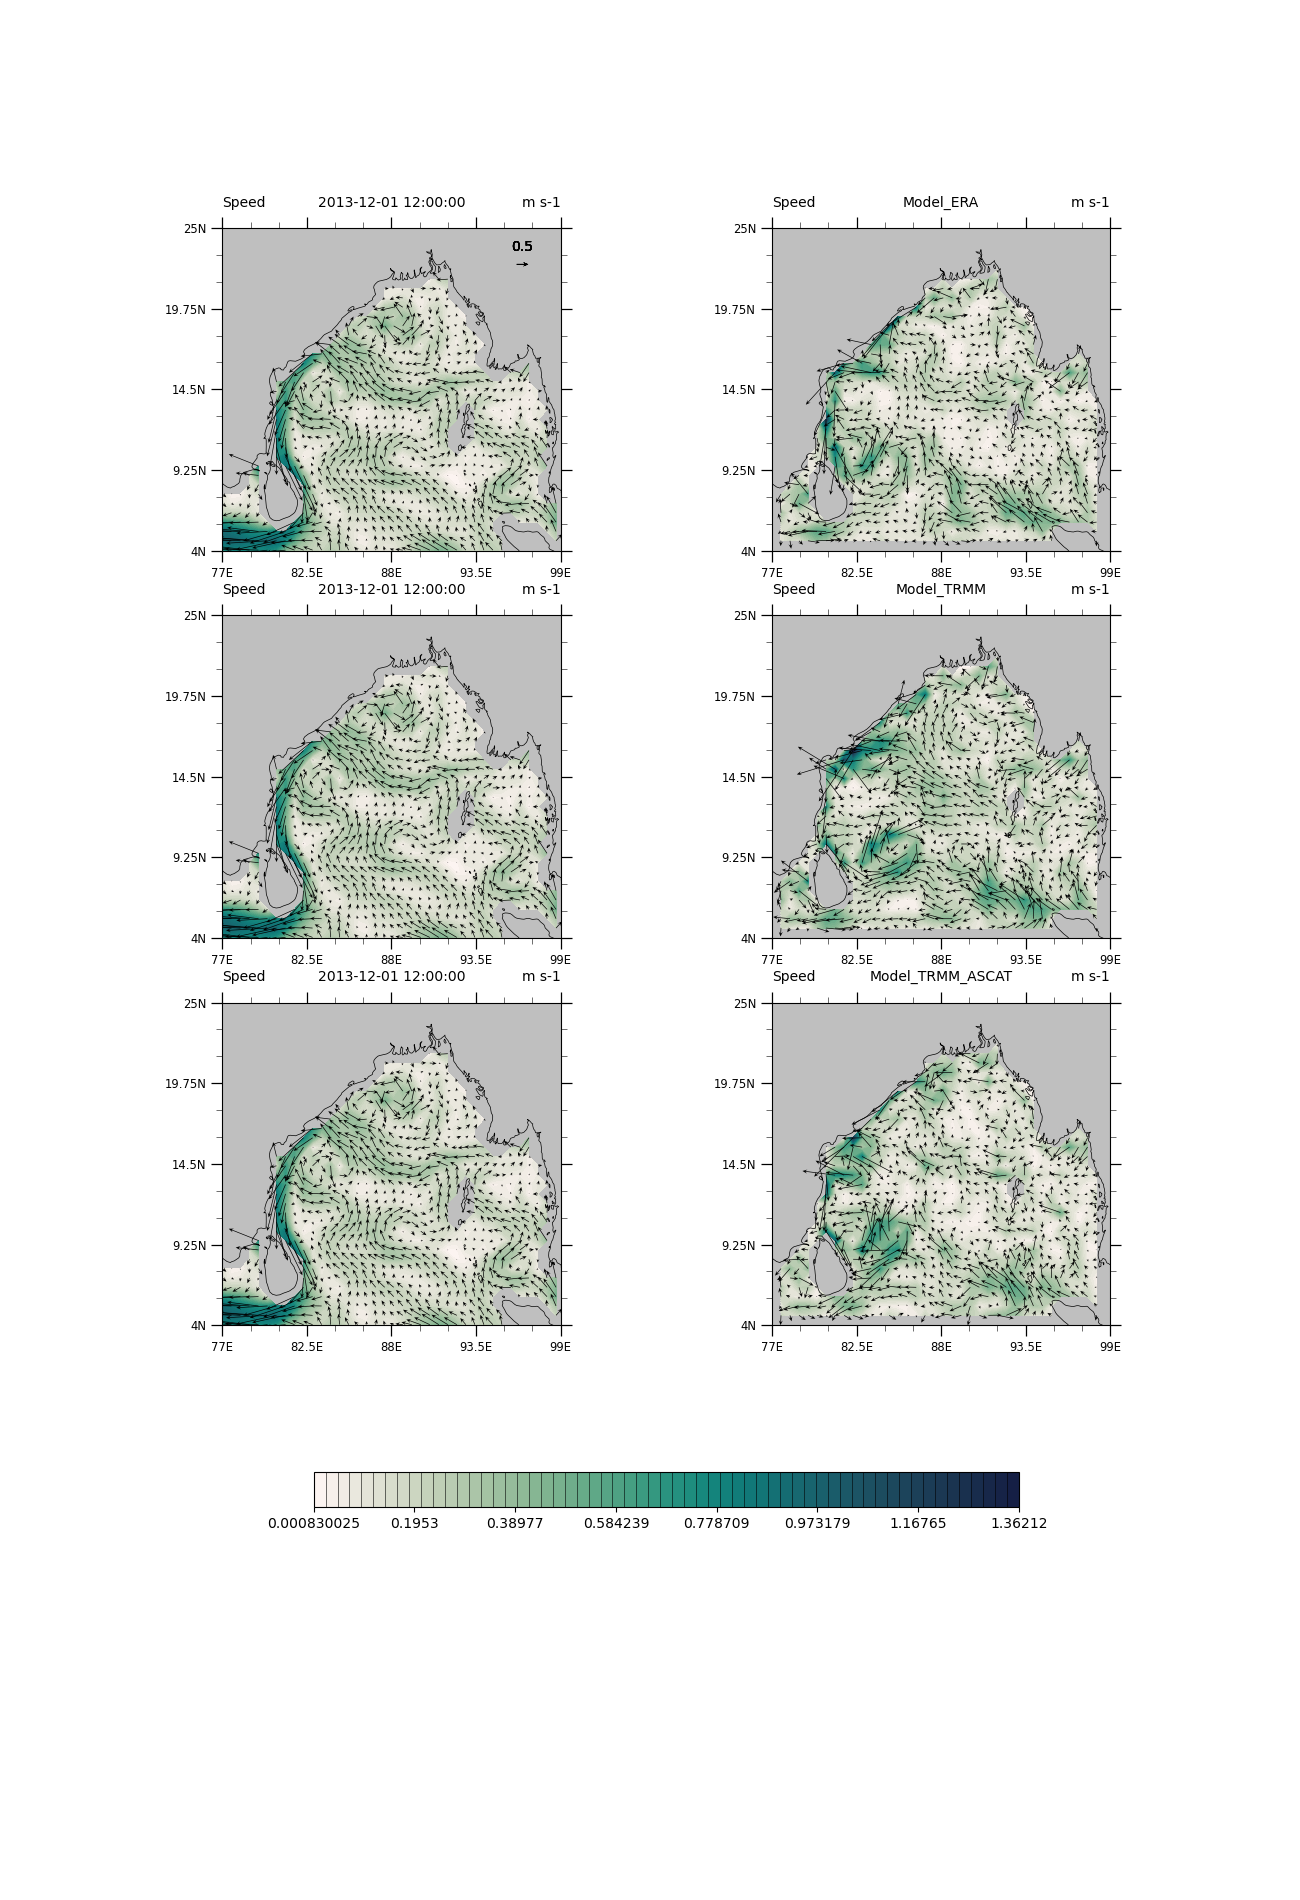 Speed 2013-12-01 12:00:00 m s-1 Speed Model_ERA m s-1
25N 0.5 25N
19.75N 19.75N
14.5N 14.5N
9.25N 9.25N
4N 4N
77E 82.5E 88E 93.5E 99E 77E 82.5E 88E 93.5E 99E
Speed 2013-12-01 12:00:00 m s-1 Speed Model_TRMM m s-1
25N 25N
19.75N 19.75N
14.5N 14.5N
9.25N 9.25N
4N 4N
77E 82.5E 88E 93.5E 99E 77E 82.5E 88E 93.5E 99E
Speed 2013-12-01 12:00:00 m s-1 Speed Model_TRMM_ASCAT m s-1
25N 25N
19.75N 19.75N
14.5N 14.5N
9.25N 9.25N
4N 4N
77E 82.5E 88E 93.5E 99E 77E 82.5E 88E 93.5E 99E
0.000830025 0.1953 0.38977 0.584239 0.778709 0.973179 1.16765 1.36212